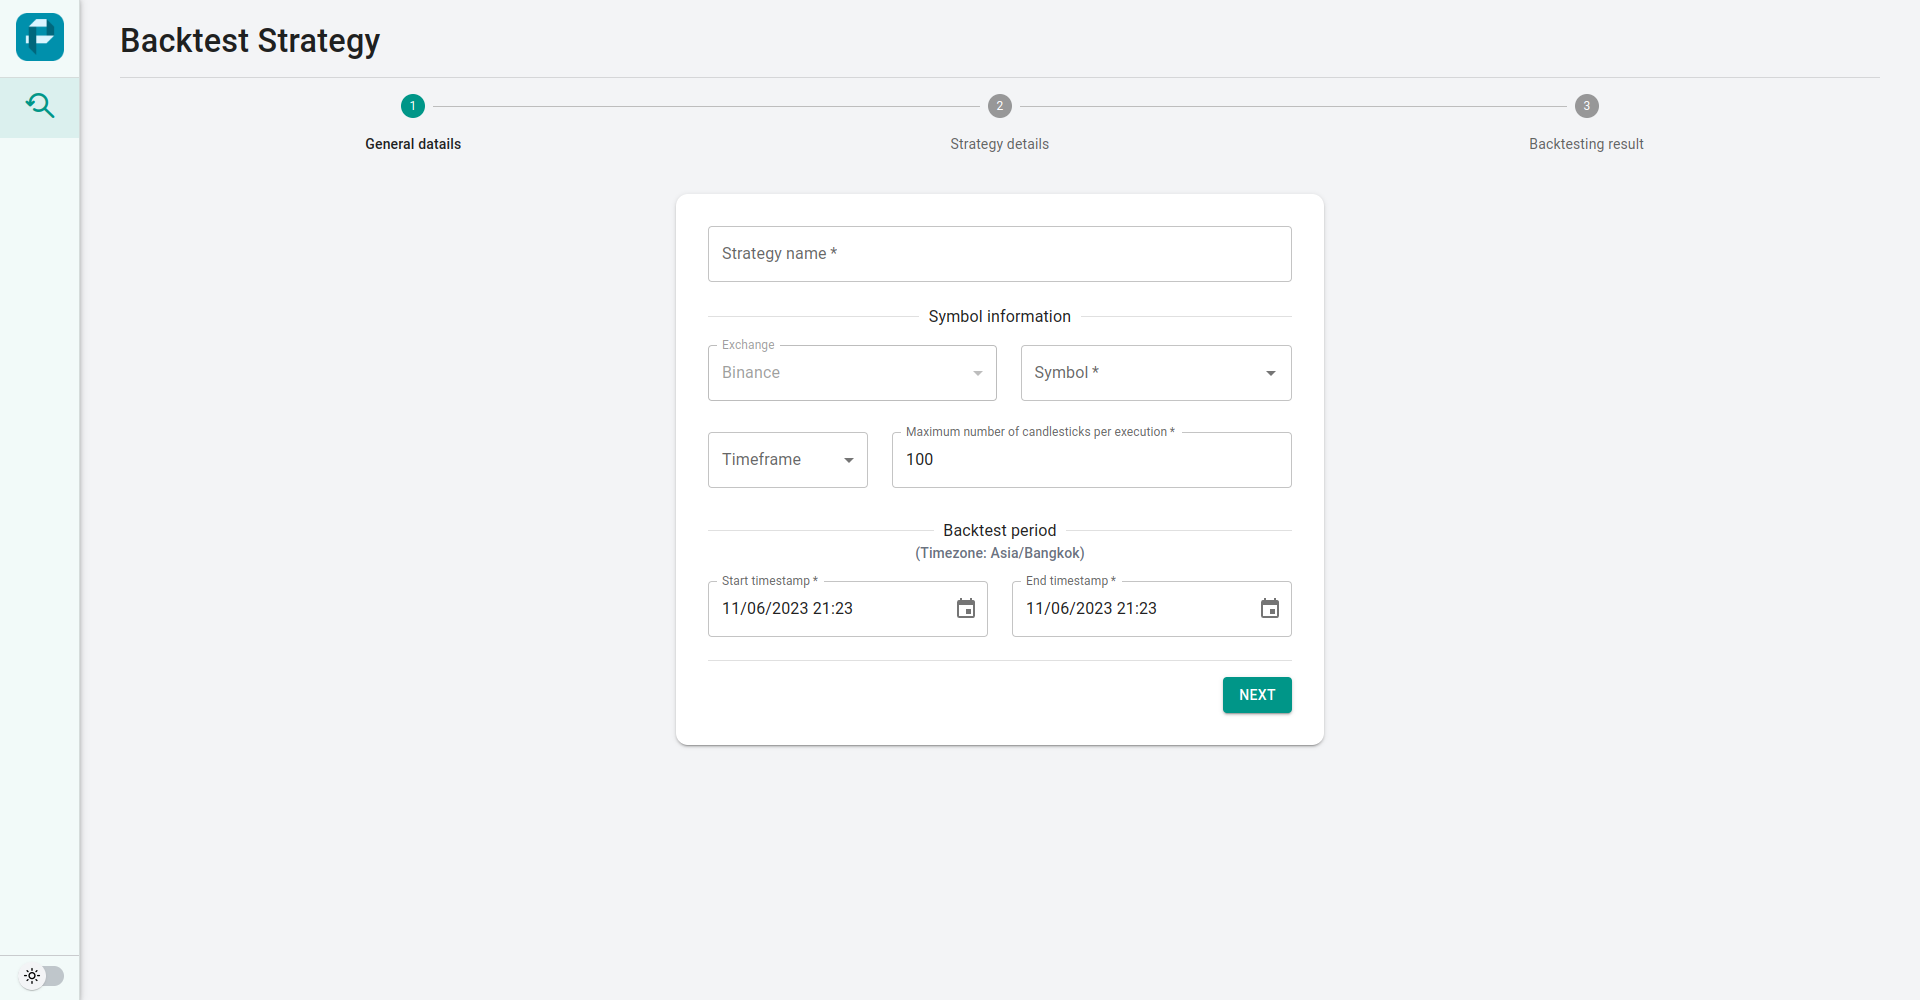 Backtest Strategy
1
2
3
General datails
Strategy details
Backtesting result
Strategy name *
Symbol information
Exchange
Binance
Symbol *
Timeframe
Maximum number of candlesticks per execution *
100
Backtest period
(Timezone: Asia/Bangkok)
Start timestamp *
11/06/2023 21:23
End timestamp *
11/06/2023 21:23
NEXT